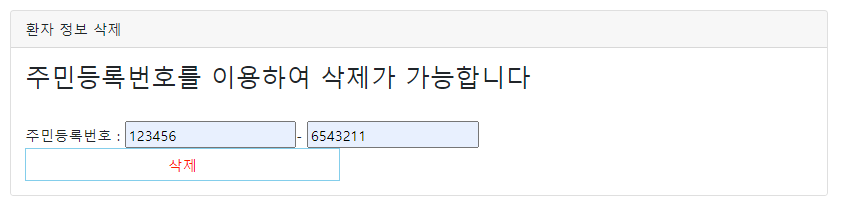 환자 정보 삭제
주민등록번호를 이용하여 삭제가 가능합니다
주민등록번호 : 123456 - 6543211
삭제